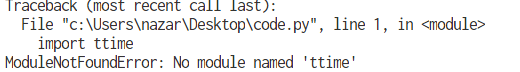 Traceback (most recent call last):
  File "c:\Users\nazar\Desktop\code.py", line 1, in <module>
    import ttime
ModuleNotFoundError: No module named 'ttime'